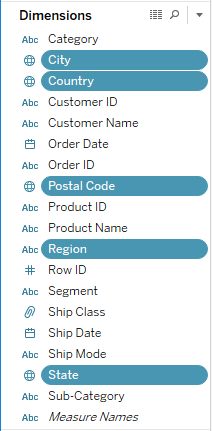 Dimensions
Abc Category
City
Country
Abc Customer ID
Abc Customer Name
Order Date
Abc Order ID
Postal Code
Abc Product ID
Abc Product Name
Abc Region
# Row ID
Abc Segment
Ship Class
Ship Date
Abc Ship Mode
State
Abc Sub-Category
Abc Measure Names